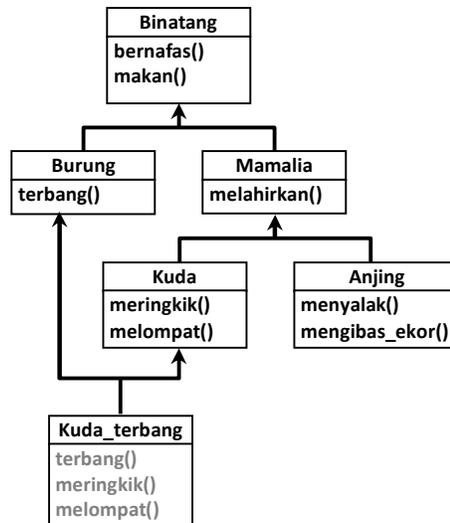 Binatang
bernafas()
makan()
Burung
terbang()
Mamalia
melahirkan()
Kuda
meringkik()
melompat()
Anjing
menyalak()
mengibas_ekor()
Kuda_terbang
terbang()
meringkik()
melompat()